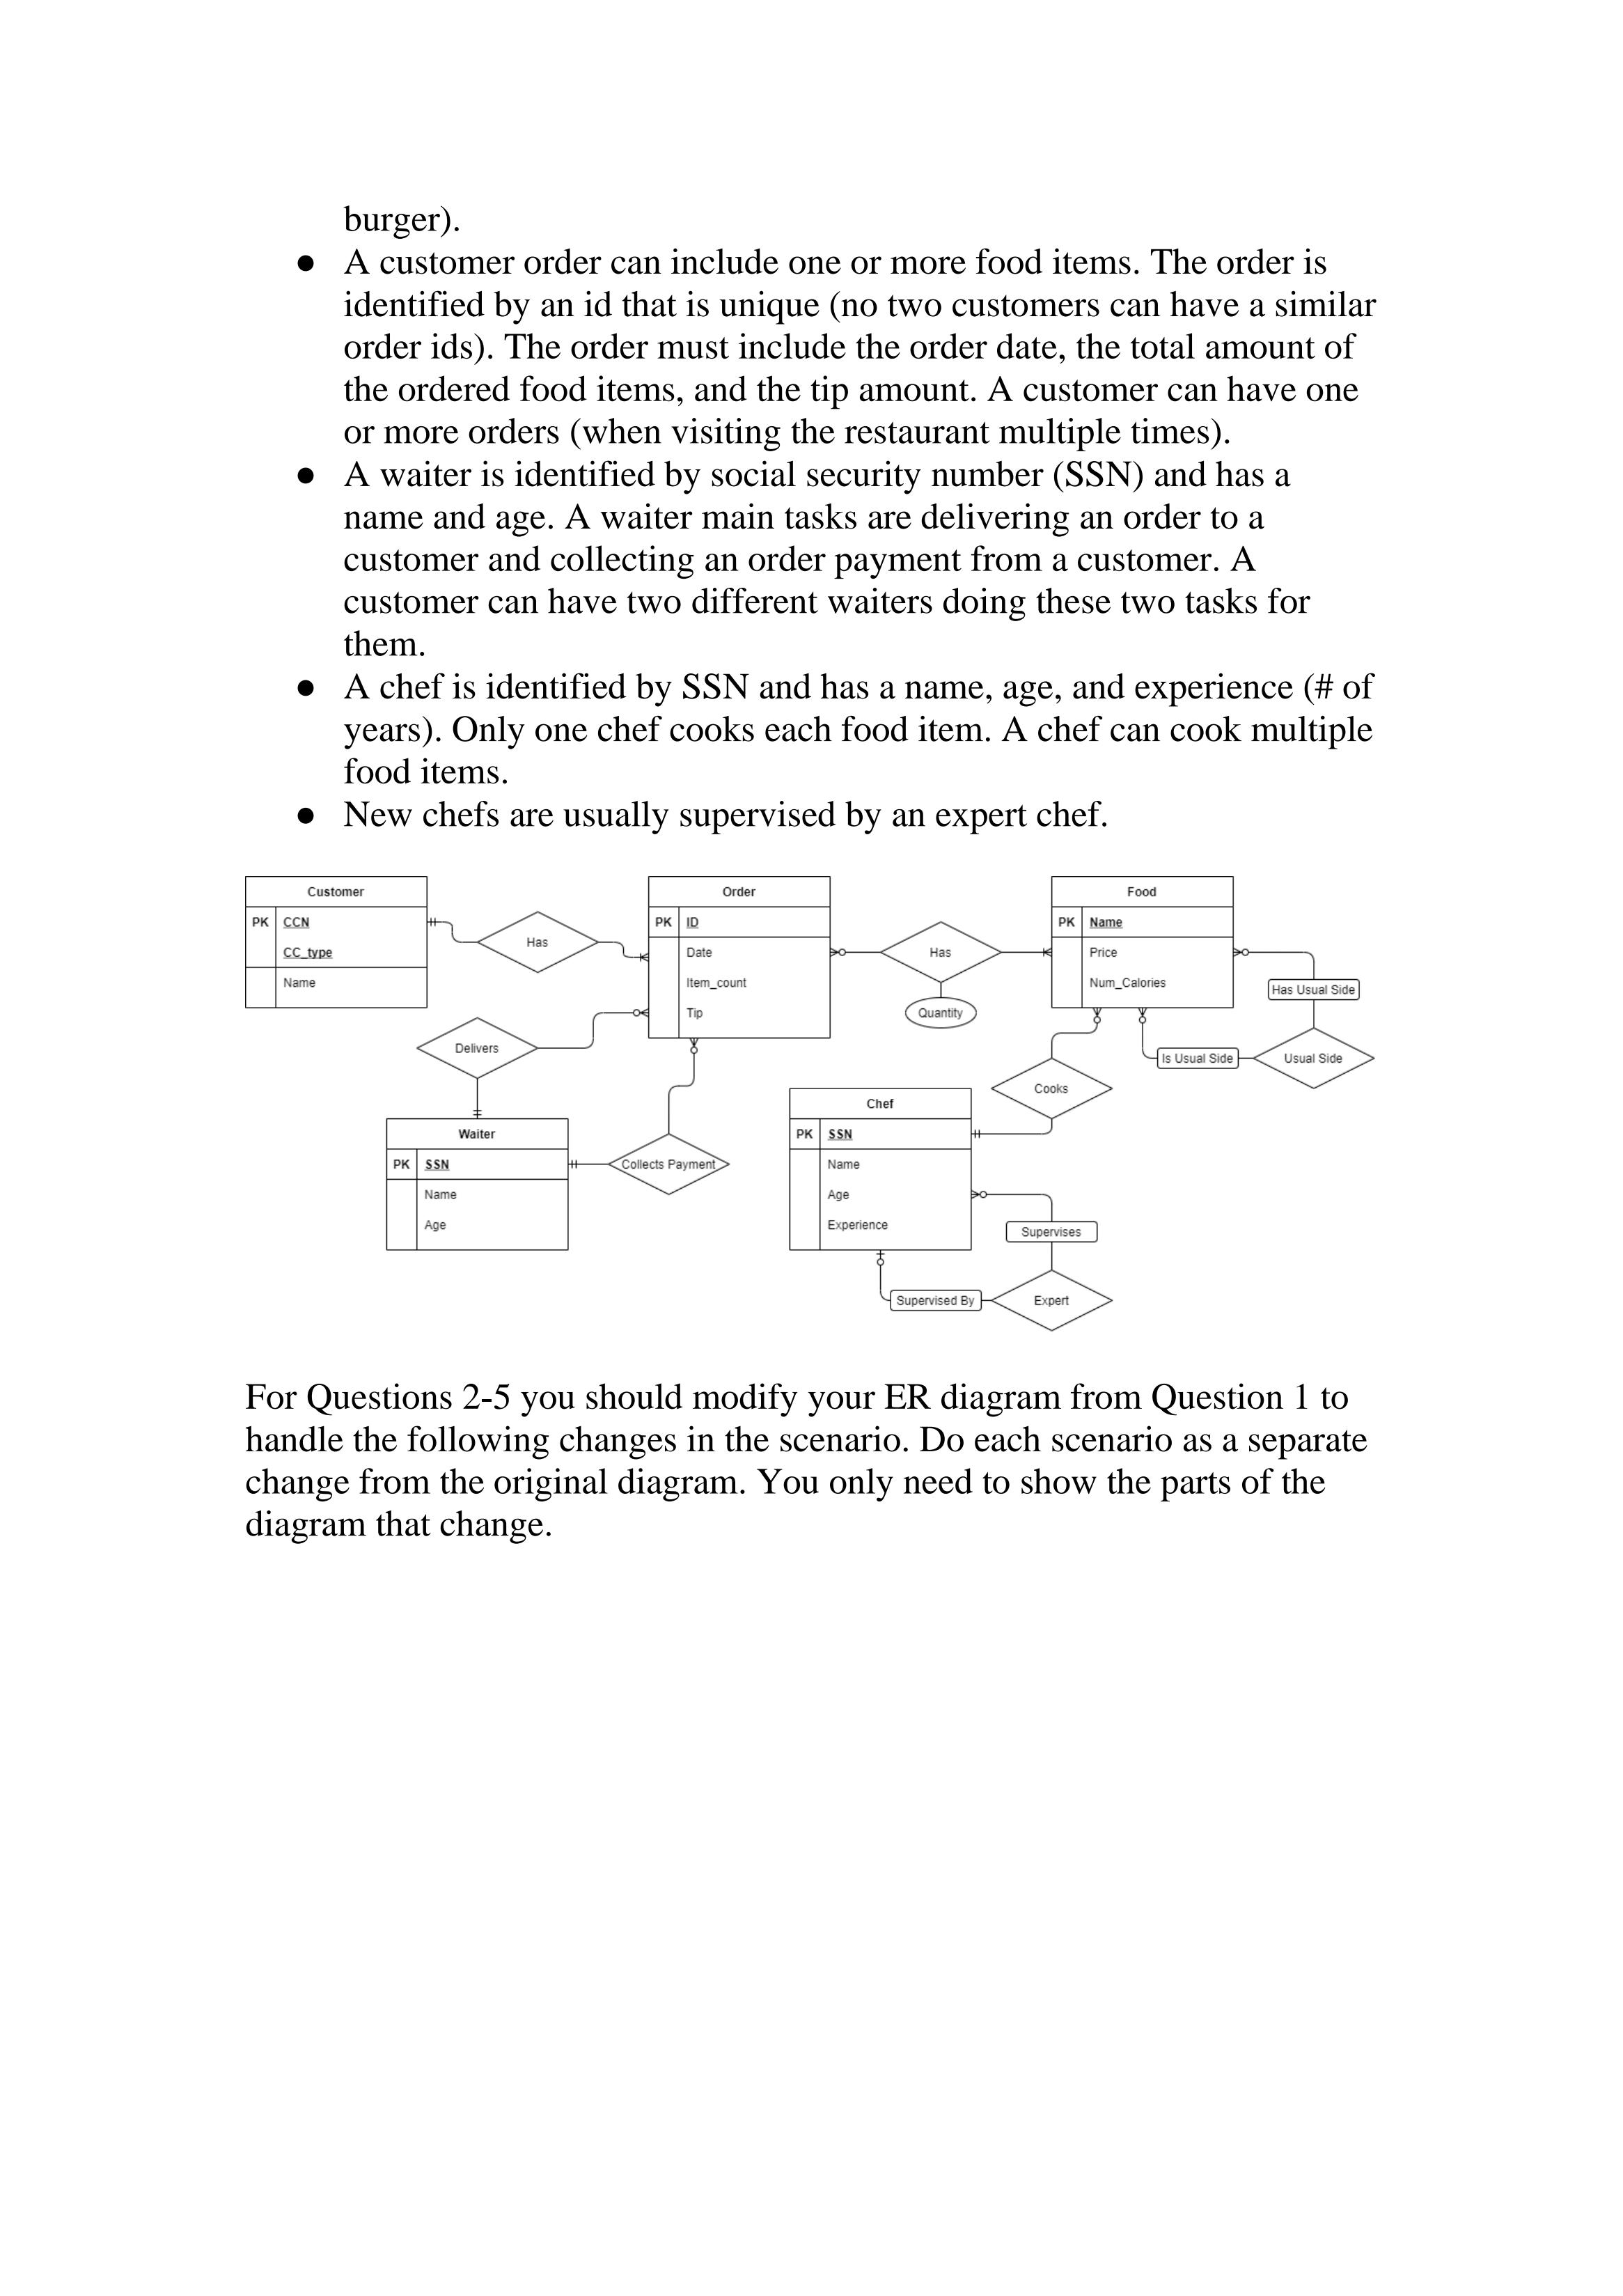 burger).
● A customer order can include one or more food items. The order is
identified by an id that is unique (no two customers can have a similar
order ids). The order must include the order date, the total amount of
the ordered food items, and the tip amount. A customer can have one
or more orders (when visiting the restaurant multiple times).
● A waiter is identified by social security number (SSN) and has a
name and age. A waiter main tasks are delivering an order to a
customer and collecting an order payment from a customer. A
customer can have two different waiters doing these two tasks for
them.
● A chef is identified by SSN and has a name, age, and experience (# of
years). Only one chef cooks each food item. A chef can cook multiple
food items.
● New chefs are usually supervised by an expert chef.
Customer
PK CCN
CC_type
Name
Has
Order
PK ID
Date
Item_count
Tip
Has
Quantity
Food
PK Name
Price
Num_Calories
Has Usual Side
Is Usual Side
Usual Side
Delivers
Waiter
PK SSN
Name
Age
Collects Payment
Cooks
Chef
PK SSN
Name
Age
Experience
Supervises
Supervised By
Expert
For Questions 2-5 you should modify your ER diagram from Question 1 to
handle the following changes in the scenario. Do each scenario as a separate
change from the original diagram. You only need to show the parts of the
diagram that change.